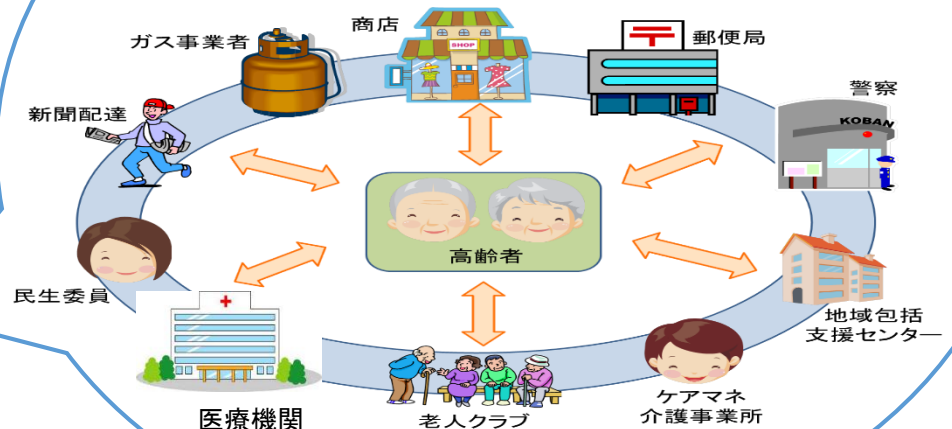 商店
ガス事業者
SHOP
郵便局
警察
新聞配達
KOBAN
高齢者
民生委員
地域包括
支援センター
ケアマネ
介護事業所
医療機関
老人クラブ